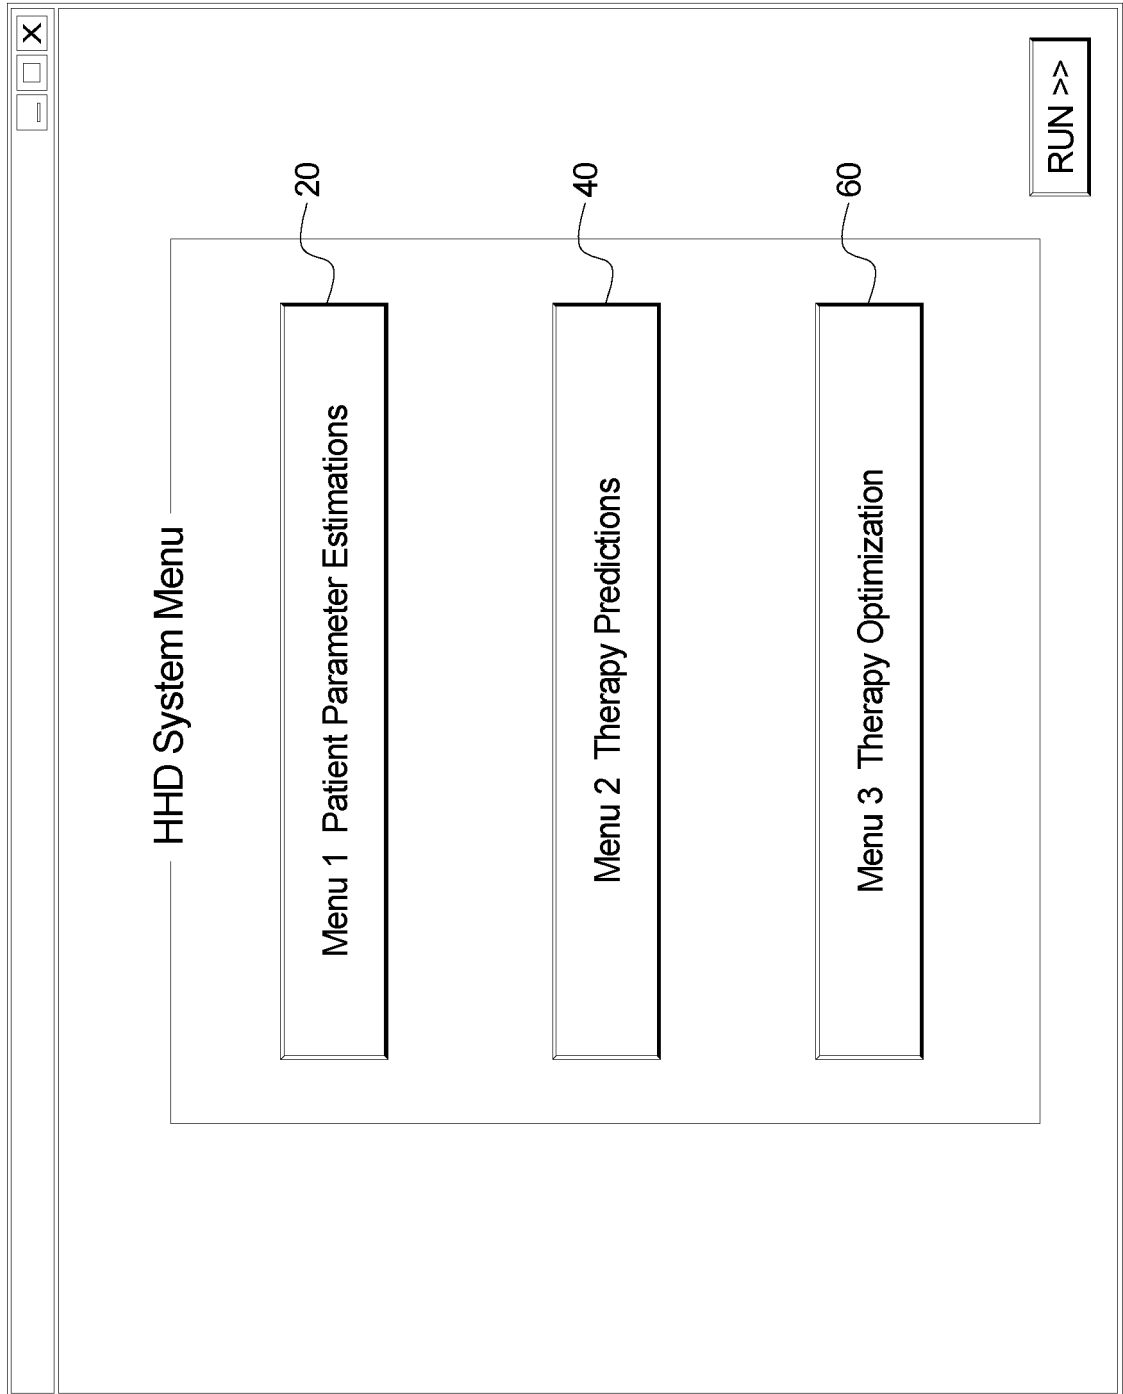 X
HHD System Menu
Menu 1 Patient Parameter Estimations
20
Menu 2 Therapy Predictions
40
Menu 3 Therapy Optimization
60
RUN >>